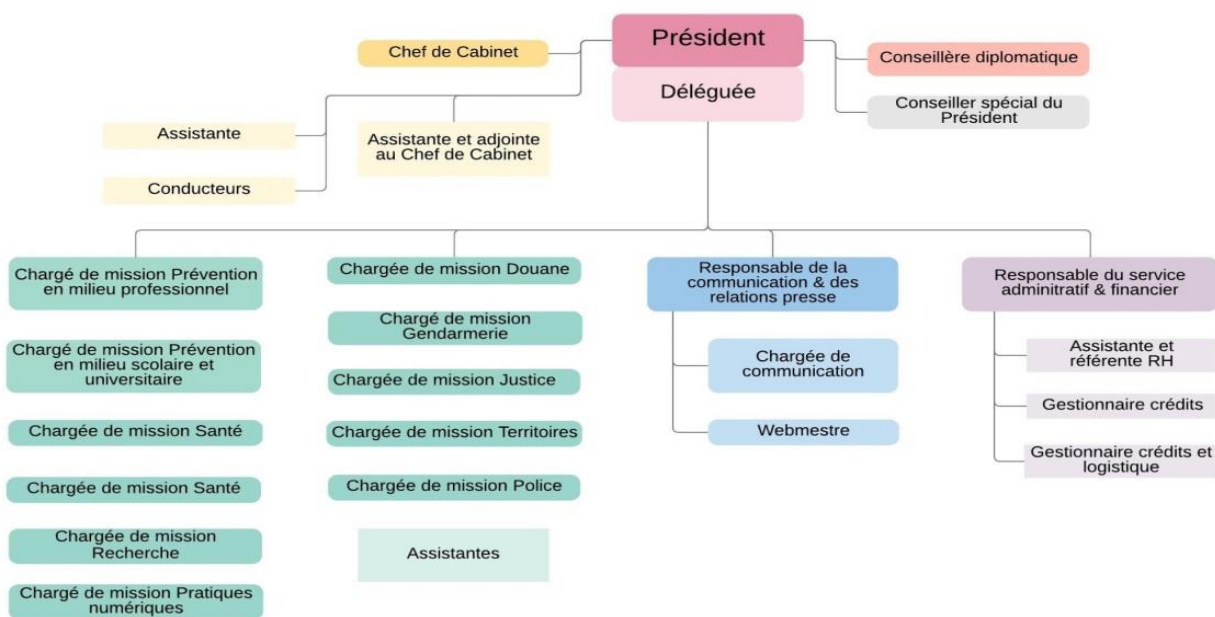 Président
Déléguée
Chef de Cabinet
Conseillère diplomatique
Conseiller spécial du
Président
Assistante
Assistante et adjointe
au Chef de Cabinet
Conducteurs
Chargé de mission Prévention
en milieu professionnel
Chargé de mission Prévention
en milieu scolaire et
universitaire
Chargée de mission Santé
Chargée de mission Santé
Chargée de mission
Recherche
Chargé de mission Pratiques
numériques
Chargée de mission Douane
Chargé de mission
Gendarmerie
Chargée de mission Justice
Chargée de mission Territoires
Chargée de mission Police
Assistantes
Responsable de la
communication & des
relations presse
Chargée de
communication
Webmestre
Responsable du service
adminitratif & financier
Assistante et
référente RH
Gestionnaire crédits
Gestionnaire crédits et
logistique